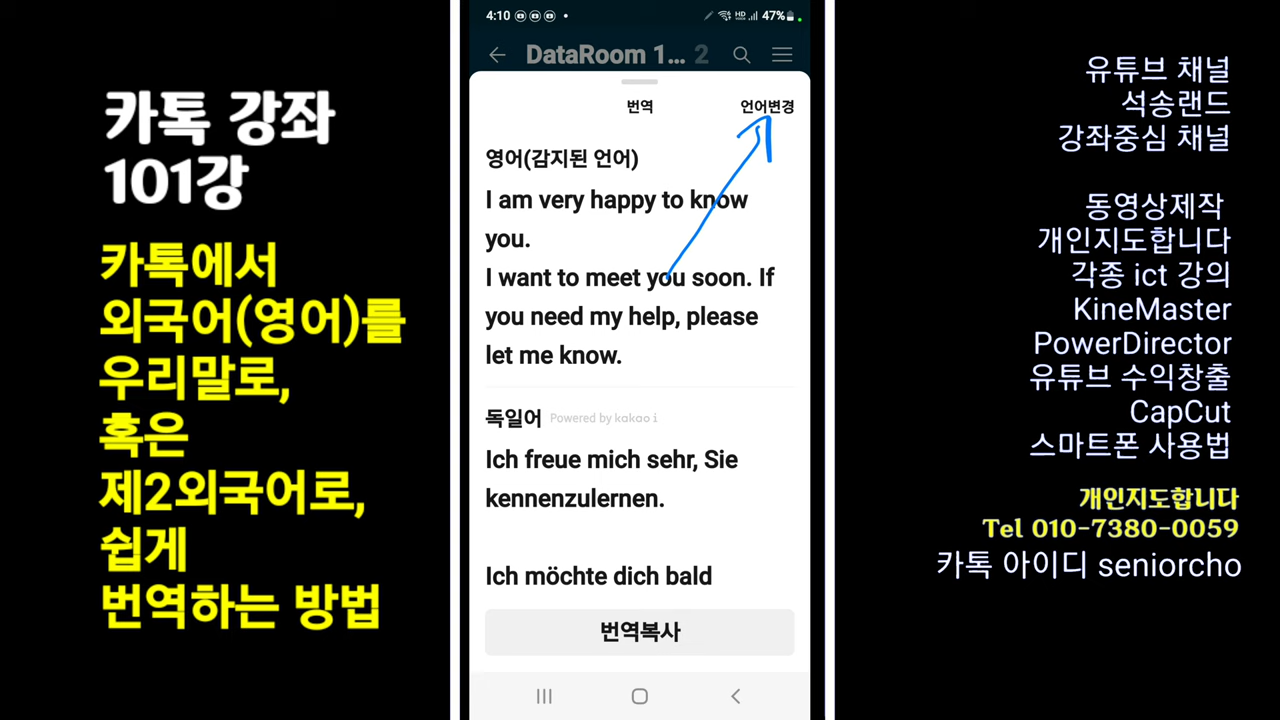 카톡 강좌
101강
카톡에서
외국어(영어)를
우리말로,
혹은
제2외국어로,
쉽게
번역하는 방법
4:10
47%
DataRoom 1... 2
번역
언어변경
영어(감지된 언어)
I am very happy to know
you.
I want to meet you soon. If
you need my help, please
let me know.
독일어 Powered by kakao i
Ich freue mich sehr, Sie
kennenzulernen.
Ich möchte dich bald
번역복사
유튜브 채널
석송랜드
강좌중심 채널
동영상제작
개인지도합니다
각종 ict 강의
KineMaster
PowerDirector
유튜브 수익창출
CapCut
스마트폰 사용법
개인지도합니다
Tel 010-7380-0059
카톡 아이디 seniorcho